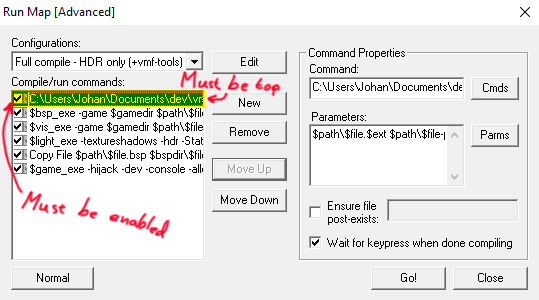 Run Map [Advanced]
Configurations:
Full compile - HDR only (+vmf-tools)
Edit
Compile/run commands:
Must be top
C:\Users\Johan\Documents\dev\vm
New
$bsp_exe -game $gamedir $path\$file
$vis_exe -game $gamedir $path\$file
Remove
$light_exe -textureshadows -hdr -Stat
Copy File $path\$file.bsp $bspdir\$file
Move Up
$game_exe -hijack -dev -console -allo
Move Down
Must be enabled
Normal
Command Properties
Command:
C:\Users\Johan\Documents\de
Cmds
Parameters:
$path\$file.$ext $path\$file-p
Parms
Ensure file
post-exists:
Wait for keypress when done compiling
Go!
Close